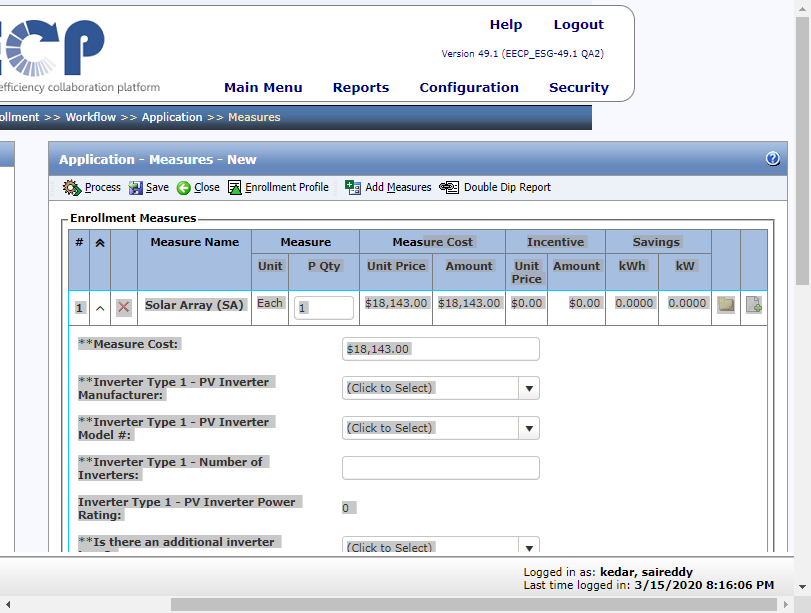 Help Logout
ECP
Version 49.1 (EECP_ESG-49.1 QA2)
efficiency collaboration platform
Main Menu Reports Configuration Security
ollment >> Workflow >> Application >> Measures
Application - Measures - New
?
Process Save Close Enrollment Profile Add Measures Double Dip Report
Enrollment Measures
# Measure Name Measure Measure Cost Incentive Savings
Unit P Qty Unit Price Amount Unit Price Amount kWh kW
1 Solar Array (SA) Each 1 $18,143.00 $18,143.00 $0.00 $0.00 0.0000 0.0000
**Measure Cost: $18,143.00
**Inverter Type 1 - PV Inverter
Manufacturer: (Click to Select)
**Inverter Type 1 - PV Inverter
Model #: (Click to Select)
**Inverter Type 1 - Number of
Inverters:
Inverter Type 1 - PV Inverter Power
Rating: 0
**Is there an additional inverter
(Click to Select)
Logged in as: kedar, saireddy
Last time logged in: 3/15/2020 8:16:06 PM